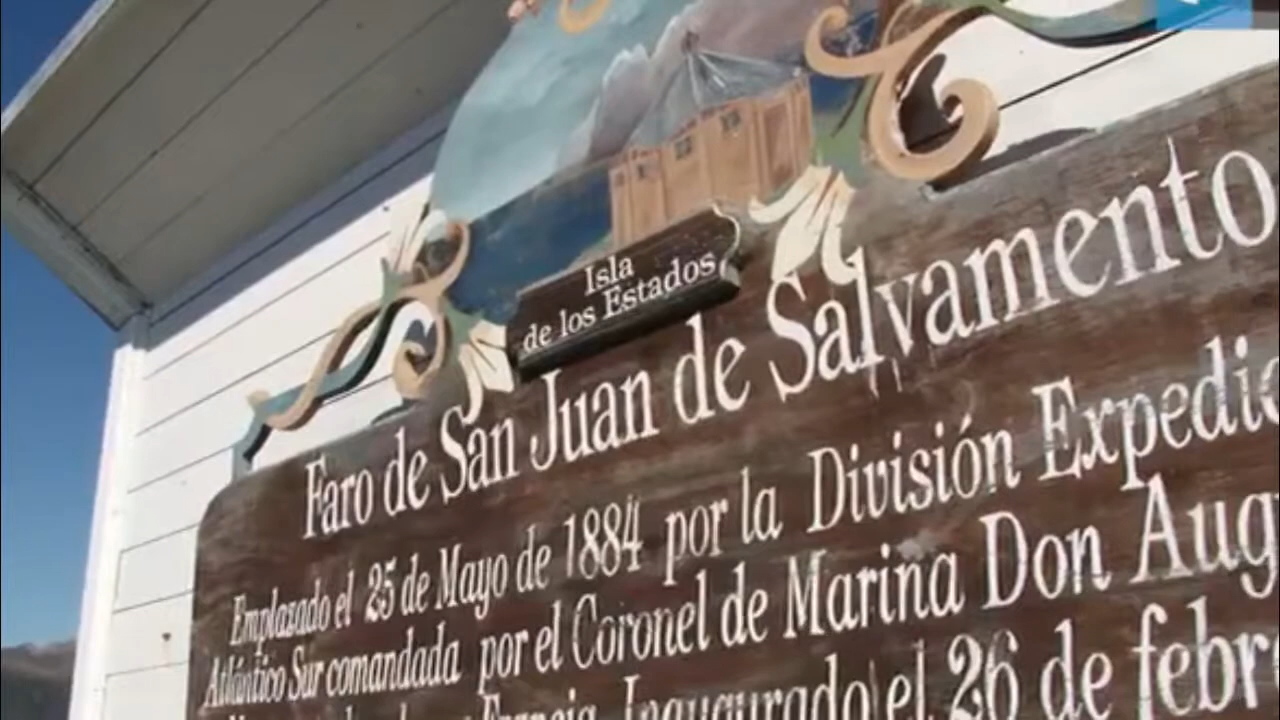 Isla
de los Estados
Faro de San Juan de Salvamento
Emplazado el 25 de Mayo de 1884 por la División Expedic
Atlántico Sur comandada por el Coronel de Marina Don Aug
Francia. Inaugurado el 26 de febr